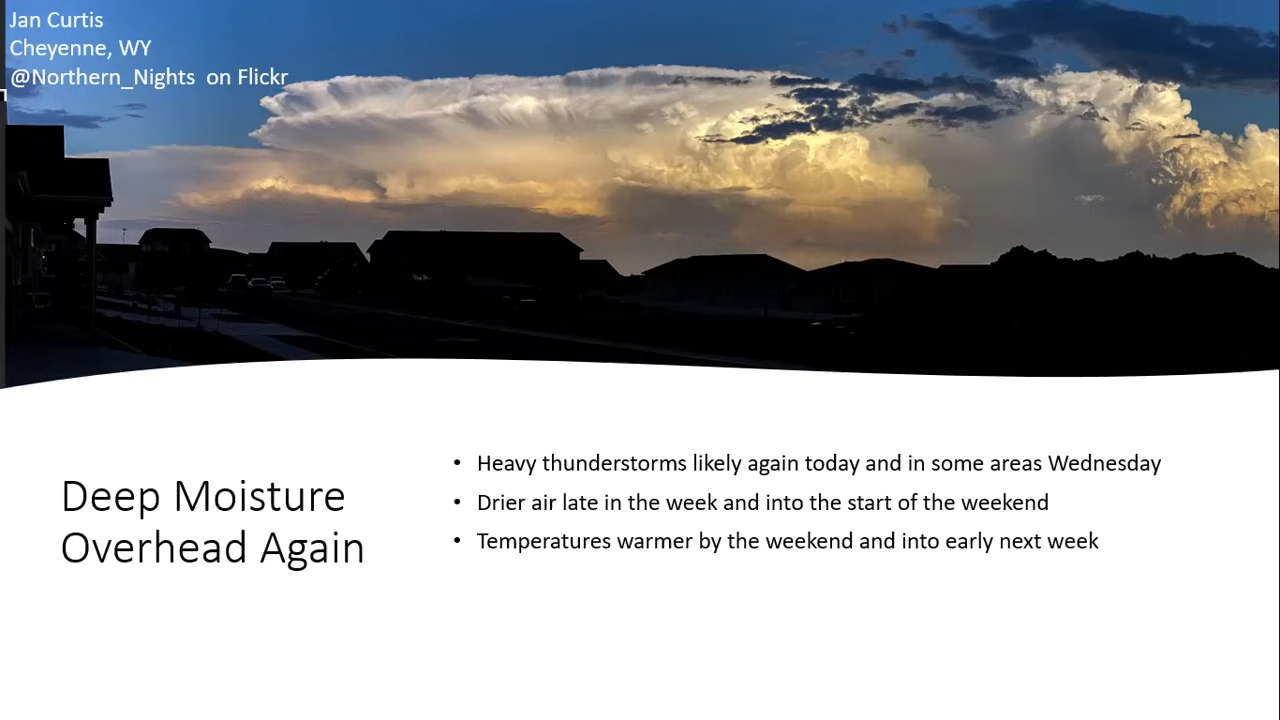 Jan Curtis
Cheyenne, WY
@Northern_Nights on Flickr
Deep Moisture
Overhead Again
• Heavy thunderstorms likely again today and in some areas Wednesday
• Drier air late in the week and into the start of the weekend
• Temperatures warmer by the weekend and into early next week